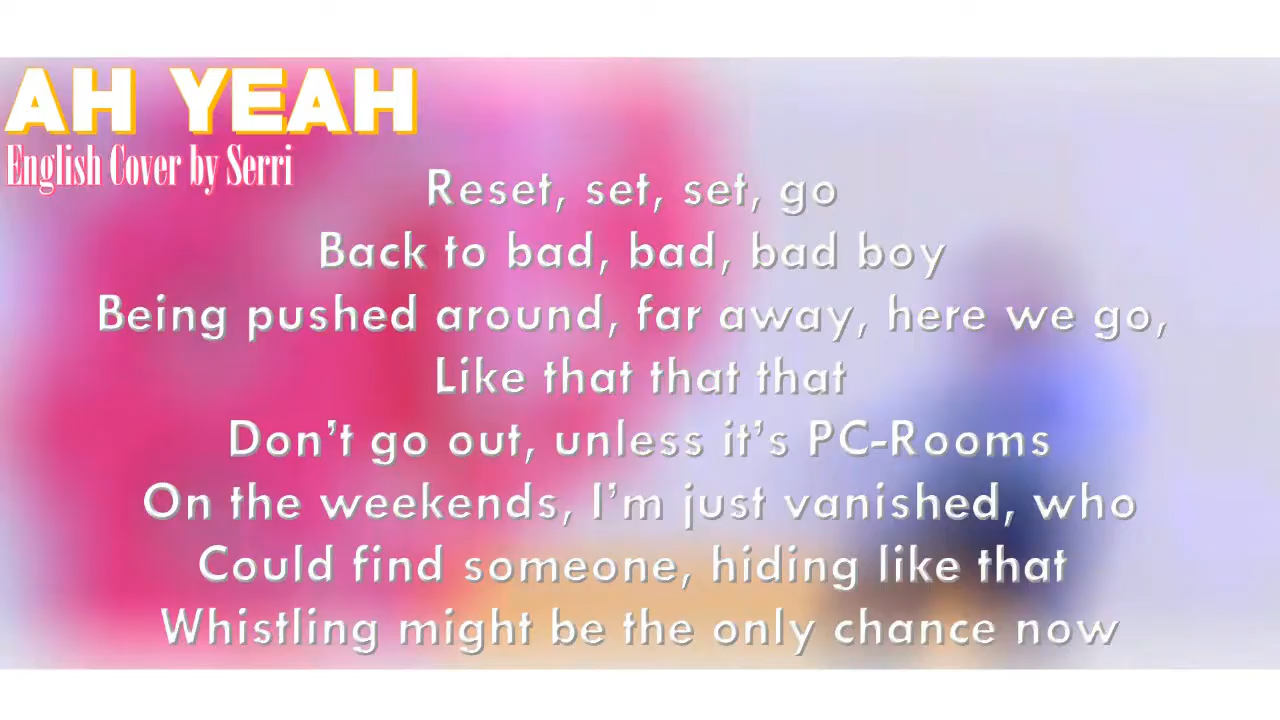 AH YEAH
English Cover by Serri
Reset, set, set, go
Back to bad, bad, bad boy
Being pushed around, far away, here we go,
Like that that that
Don’t go out, unless it’s PC-Rooms
On the weekends, I’m just vanished, who
Could find someone, hiding like that
Whistling might be the only chance now